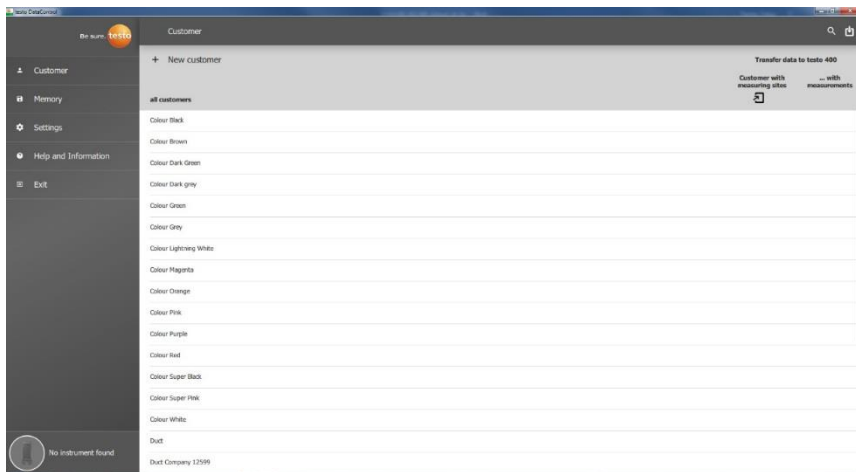 testo DataControl
Be sure. testo
Customer
Memory
Settings
Help and Information
Exit
No instrument found
Customer
+ New customer
Transfer data to testo 480
Customer with measuring sites
... with measurements
all customers
Colour Black
Colour Brown
Colour Dark Green
Colour Dark grey
Colour Green
Colour Grey
Colour Lightning White
Colour Magenta
Colour Orange
Colour Pink
Colour Purple
Colour Red
Colour Super Black
Colour Super Pink
Colour White
Duct
Duct Company 12599